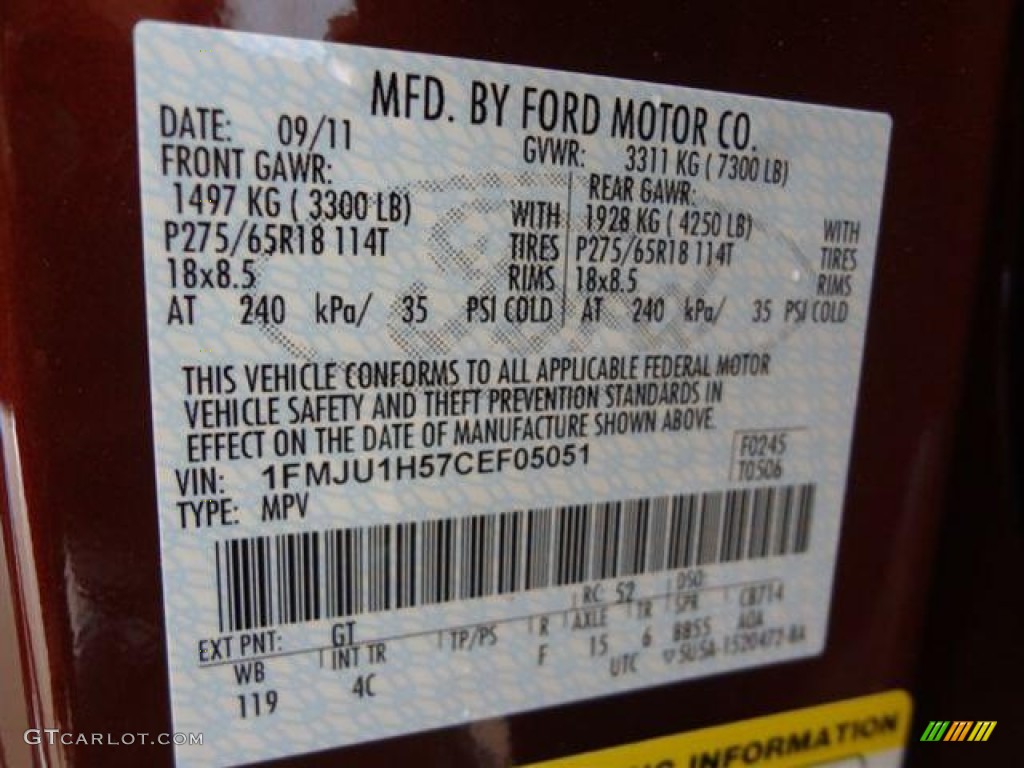 MFD. BY FORD MOTOR CO.
DATE: 09/11 GVWR: 3311 KG ( 7300 LB)
FRONT GAWR: REAR GAWR:
1497 KG ( 3300 LB) WITH 1928 KG ( 4250 LB) WITH
P275/65R18 114T TIRES P275/65R18 114T TIRES
18x8.5 RIMS 18x8.5 RIMS
AT 240 kPa/ 35 PSI COLD AT 240 kPa/ 35 PSI COLD
THIS VEHICLE CONFORMS TO ALL APPLICABLE FEDERAL MOTOR
VEHICLE SAFETY AND THEFT PREVENTION STANDARDS IN
EFFECT ON THE DATE OF MANUFACTURE SHOWN ABOVE.
VIN: 1FMJU1H57CEF05051 F0245
TYPE: MPV T0506
EXT PNT: GT RC: 52 DSO:
WB INT TR TP/PS R AXLE TR SPR CB714
119 4C F 15 6 BB55 AOA
UTC ▽5U5A-1520472-BA
INFORMATION
GTCARLOT.COM